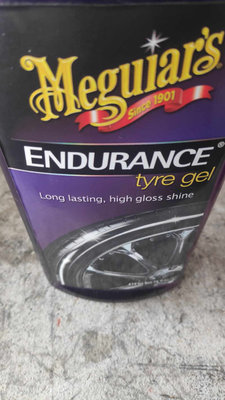 Meguiar's
Since 1901
ENDURANCE®
tyre gel
Long lasting, high gloss shine